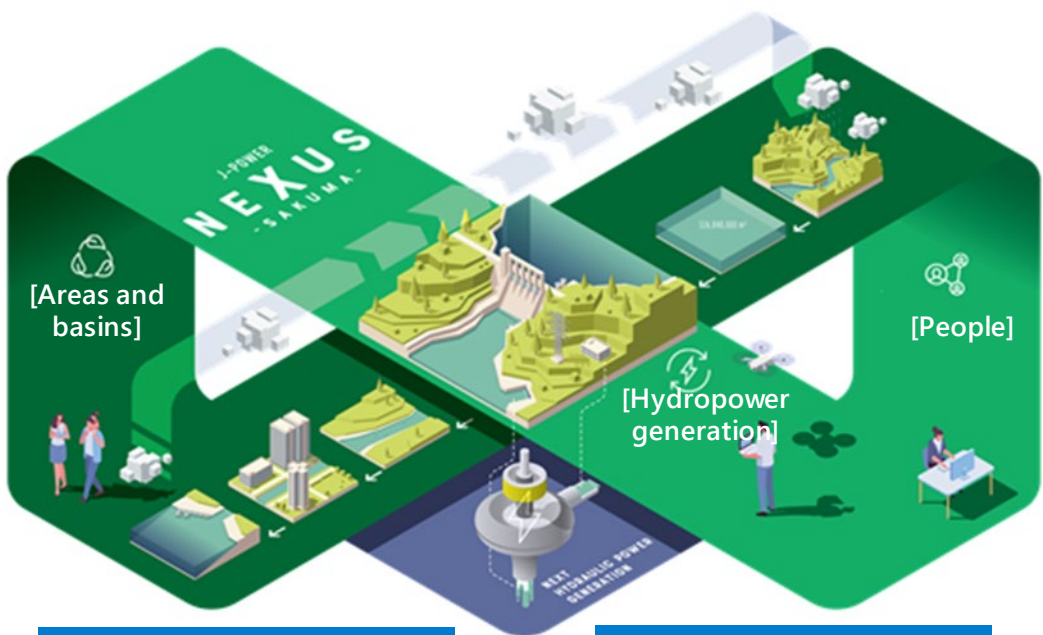 J-POWER
NEXUS
-SAKUMA-
[Areas and
basins]
[People]
[Hydropower
generation]
NEXT
HYDRAULIC POWER
GENERATION